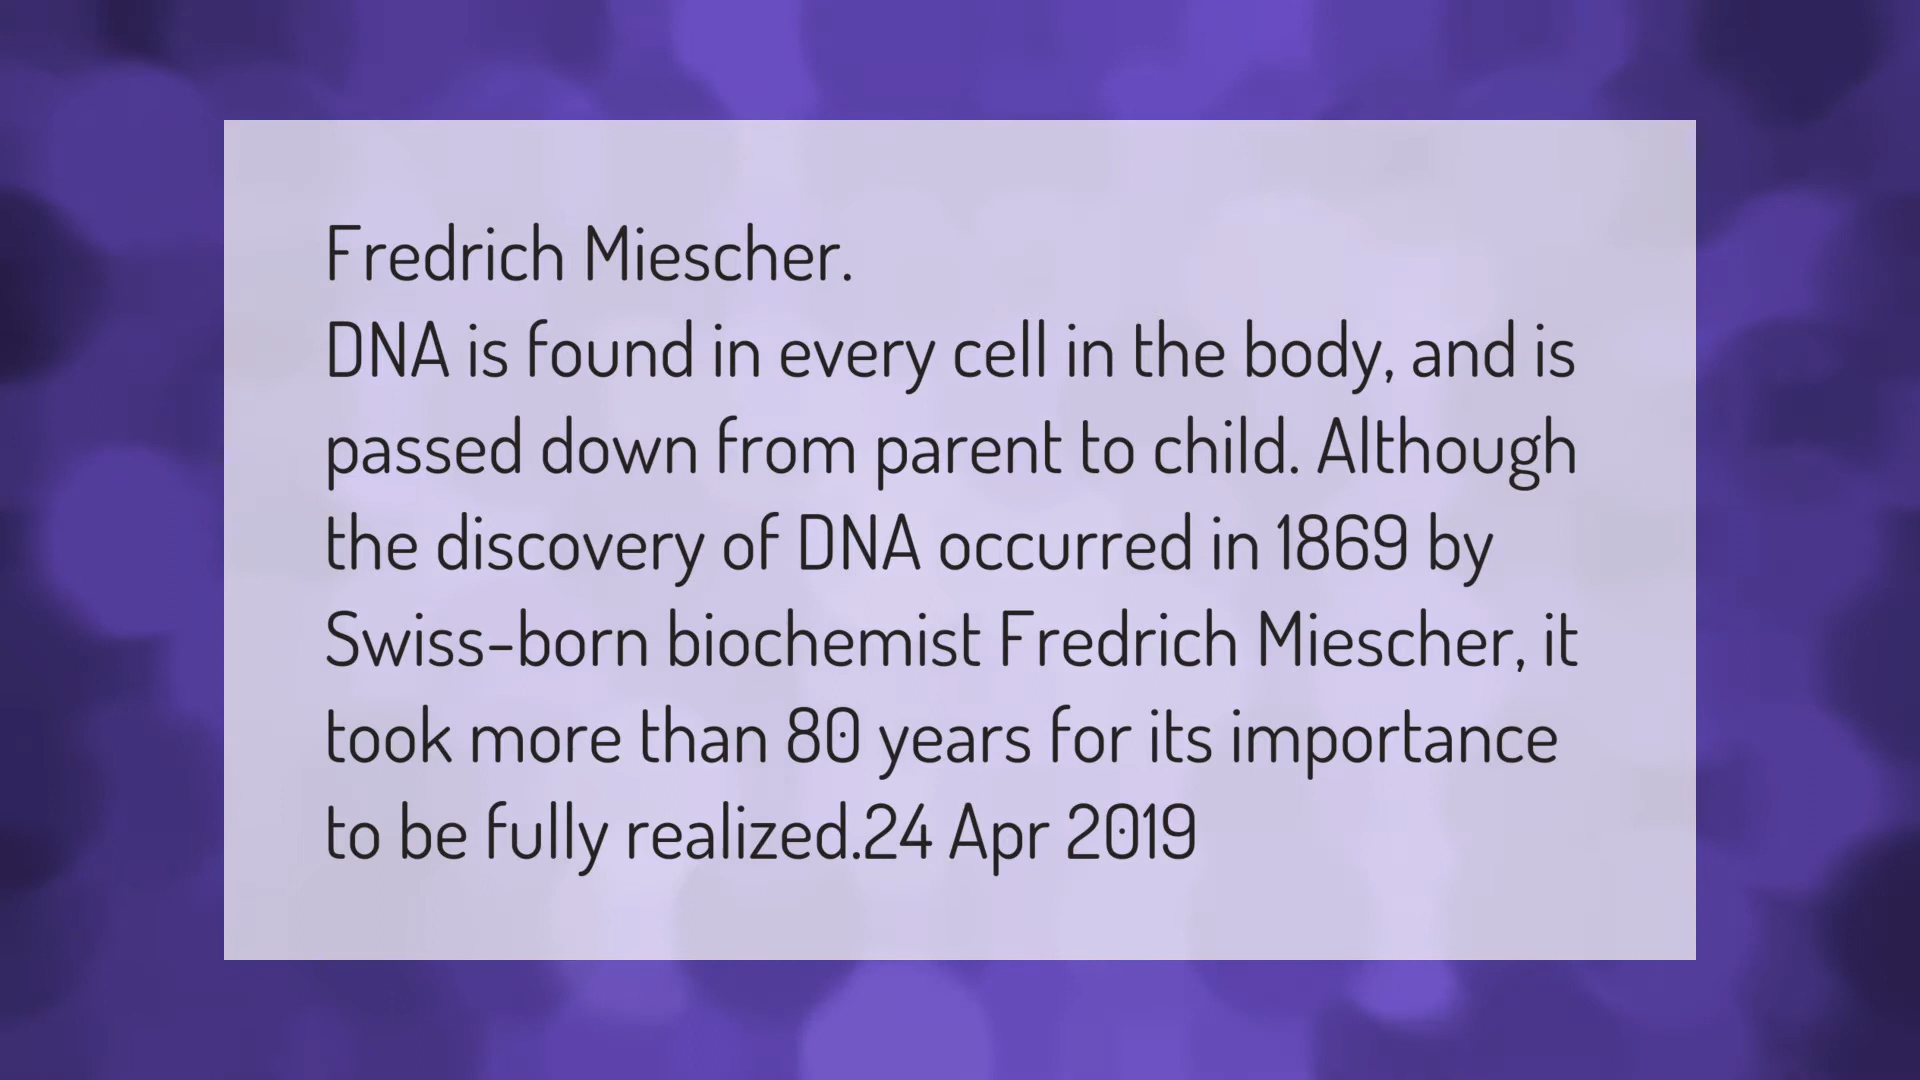 Fredrich Miescher.
DNA is found in every cell in the body, and is
passed down from parent to child. Although
the discovery of DNA occurred in 1869 by
Swiss-born biochemist Fredrich Miescher, it
took more than 80 years for its importance
to be fully realized.24 Apr 2019